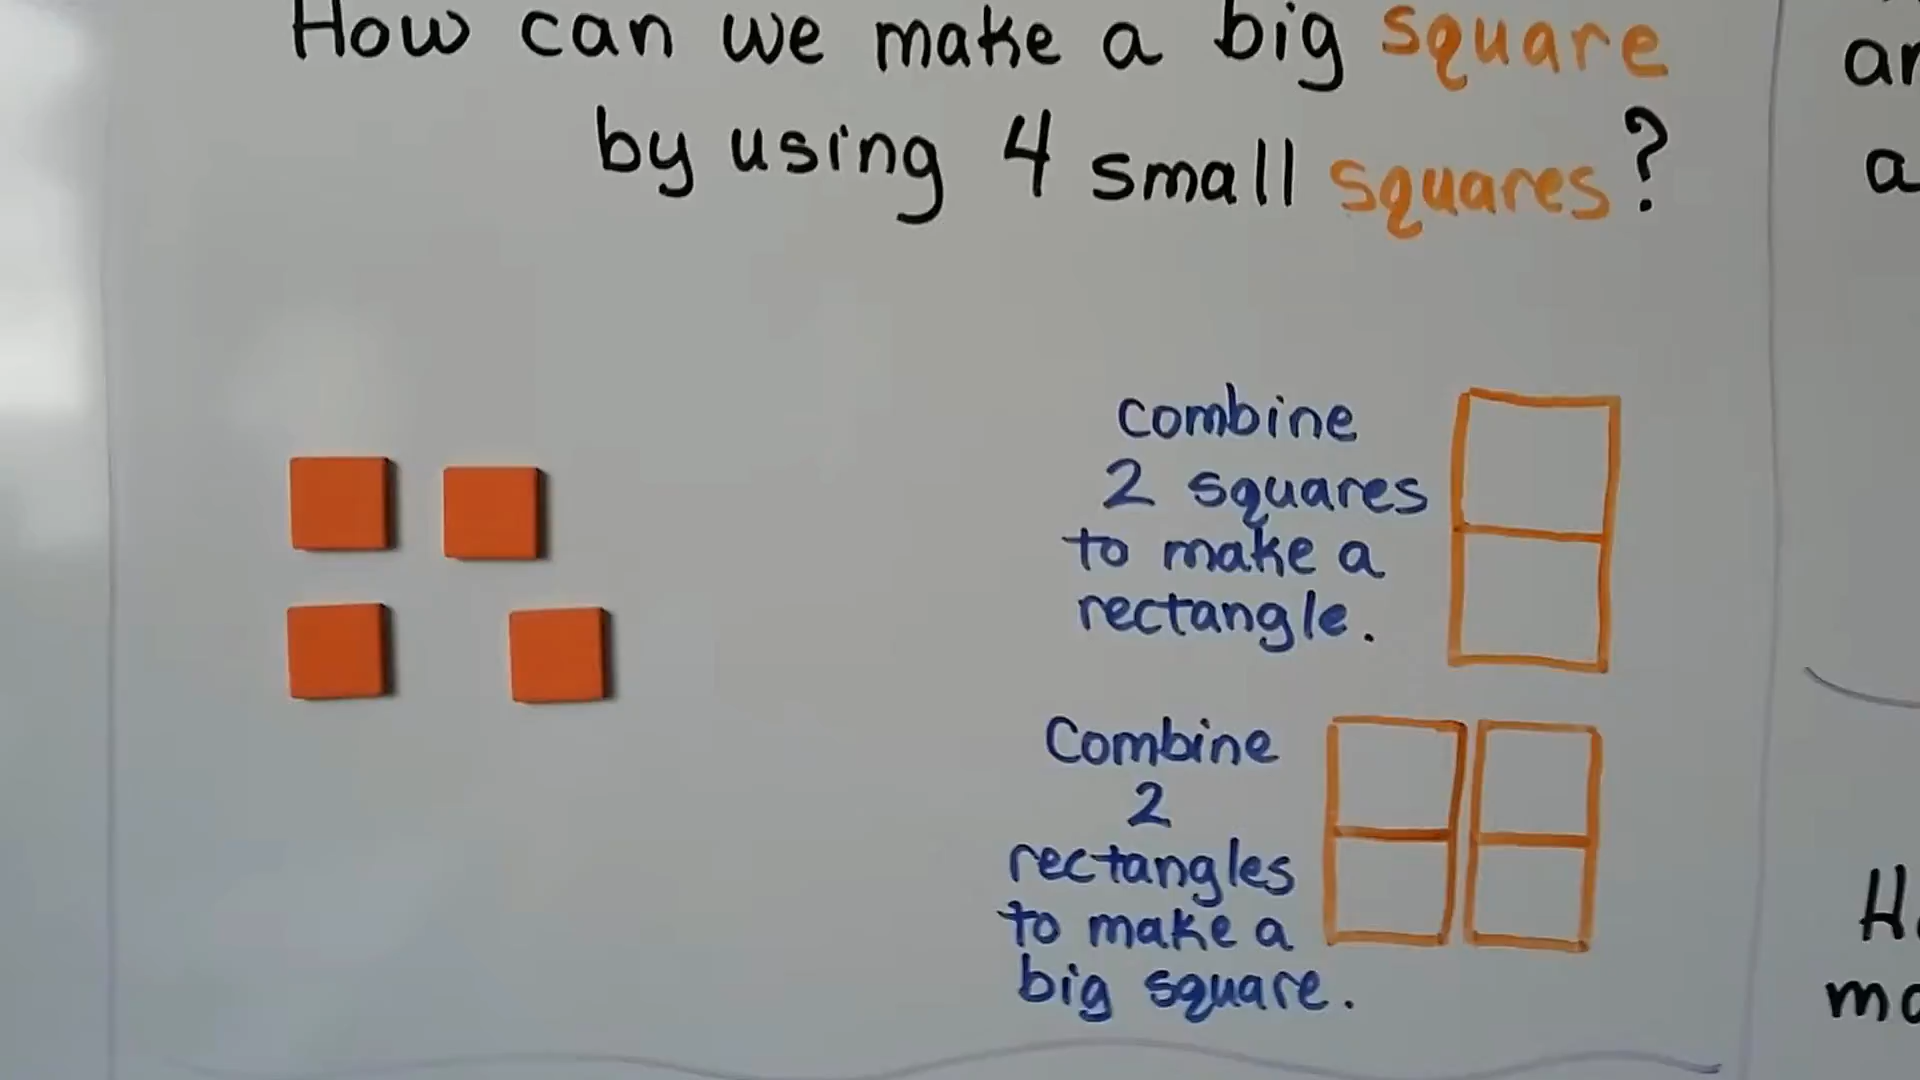 How can we make a big square
by using 4 small squares?
combine
2 squares
to make a
rectangle.
Combine
2
rectangles
to make a
big square.
a